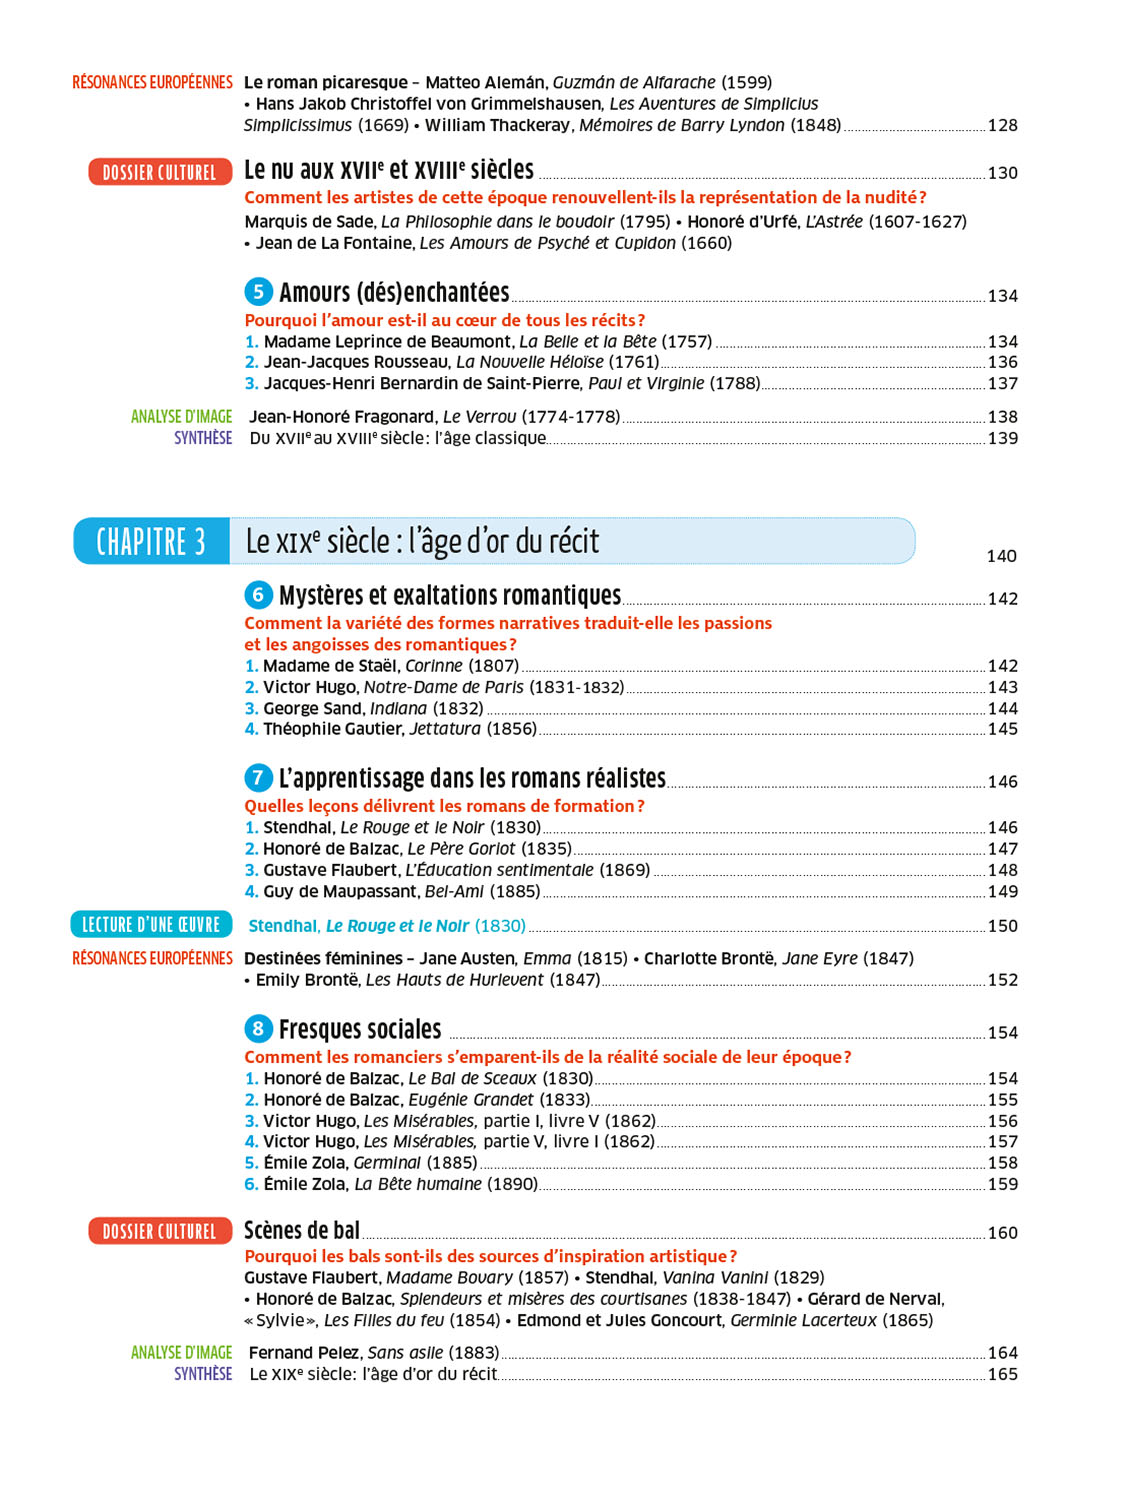 RÉSONANCES EUROPÉENNES Le roman picaresque – Matteo Alemán, Guzmán de Alfarache (1599)
• Hans Jakob Christoffel von Grimmelshausen, Les Aventures de Simplicius
Simplicissimus (1669) • William Thackeray, Mémoires de Barry Lyndon (1848) 128
DOSSIER CULTUREL Le nu aux XVIIe et XVIIIe siècles 130
Comment les artistes de cette époque renouvellent-ils la représentation de la nudité ?
Marquis de Sade, La Philosophie dans le boudoir (1795) • Honoré d'Urfé, L'Astrée (1607-1627)
• Jean de La Fontaine, Les Amours de Psyché et Cupidon (1660)
5 Amours (dés)enchantées 134
Pourquoi l'amour est-il au cœur de tous les récits ?
1. Madame Leprince de Beaumont, La Belle et la Bête (1757) 134
2. Jean-Jacques Rousseau, La Nouvelle Héloïse (1761) 136
3. Jacques-Henri Bernardin de Saint-Pierre, Paul et Virginie (1788) 137
ANALYSE D'IMAGE Jean-Honoré Fragonard, Le Verrou (1774-1778) 138
SYNTHÈSE Du XVIIe au XVIIIe siècle : l'âge classique 139
CHAPITRE 3 Le XIXe siècle : l'âge d'or du récit 140
6 Mystères et exaltations romantiques 142
Comment la variété des formes narratives traduit-elle les passions
et les angoisses des romantiques ?
1. Madame de Staël, Corinne (1807) 142
2. Victor Hugo, Notre-Dame de Paris (1831-1832) 143
3. George Sand, Indiana (1832) 144
4. Théophile Gautier, Jettatura (1856) 145
7 L'apprentissage dans les romans réalistes 146
Quelles leçons délivrent les romans de formation ?
1. Stendhal, Le Rouge et le Noir (1830) 146
2. Honoré de Balzac, Le Père Goriot (1835) 147
3. Gustave Flaubert, L'Éducation sentimentale (1869) 148
4. Guy de Maupassant, Bel-Ami (1885) 149
LECTURE D'UNE ŒUVRE Stendhal, Le Rouge et le Noir (1830) 150
RÉSONANCES EUROPÉENNES Destinées féminines – Jane Austen, Emma (1815) • Charlotte Brontë, Jane Eyre (1847)
• Emily Brontë, Les Hauts de Hurlevent (1847) 152
8 Fresques sociales 154
Comment les romanciers s'emparent-ils de la réalité sociale de leur époque ?
1. Honoré de Balzac, Le Bal de Sceaux (1830) 154
2. Honoré de Balzac, Eugénie Grandet (1833) 155
3. Victor Hugo, Les Misérables, partie I, livre V (1862) 156
4. Victor Hugo, Les Misérables, partie V, livre I (1862) 157
5. Émile Zola, Germinal (1885) 158
6. Émile Zola, La Bête humaine (1890) 159
DOSSIER CULTUREL Scènes de bal 160
Pourquoi les bals sont-ils des sources d'inspiration artistique ?
Gustave Flaubert, Madame Bovary (1857) • Stendhal, Vanina Vanini (1829)
• Honoré de Balzac, Splendeurs et misères des courtisanes (1838-1847) • Gérard de Nerval,
« Sylvie », Les Filles du feu (1854) • Edmond et Jules Goncourt, Germinie Lacerteux (1865)
ANALYSE D'IMAGE Fernand Pelez, Sans asile (1883) 164
SYNTHÈSE Le XIXe siècle : l'âge d'or du récit 165